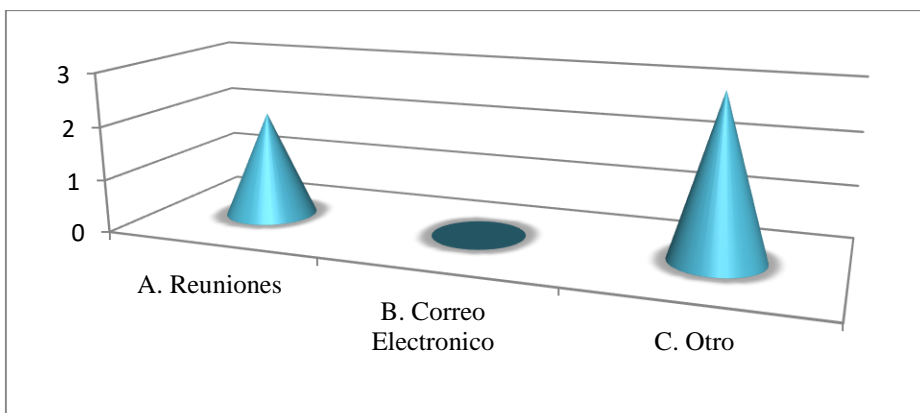 3
2
1
0
A. Reuniones
B. Correo
Electronico
C. Otro